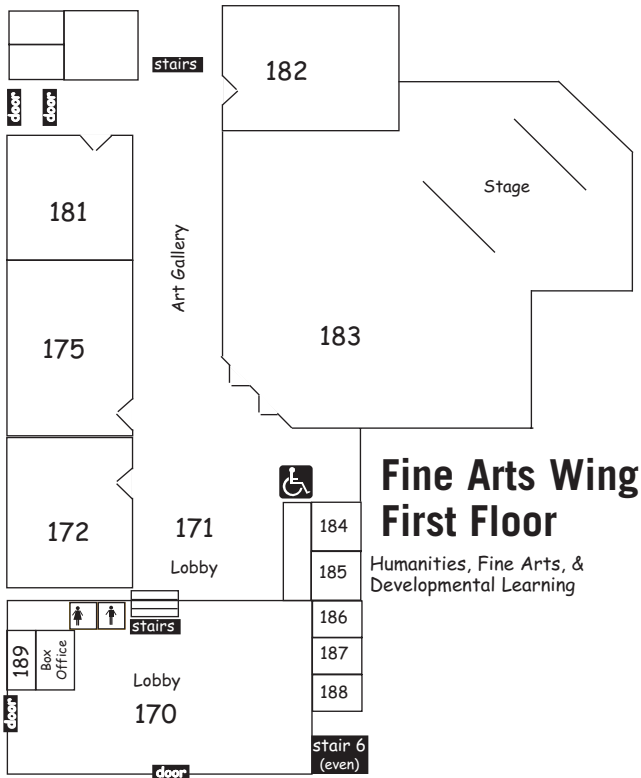 182
stairs
door
door
Stage
181
Art Gallery
183
175
Fine Arts Wing
First Floor
184
171
172
Humanities, Fine Arts, &
Developmental Learning
Lobby
185
186
stairs
187
189
Box
Office
Lobby
188
170
door
stair 6
(even)
door